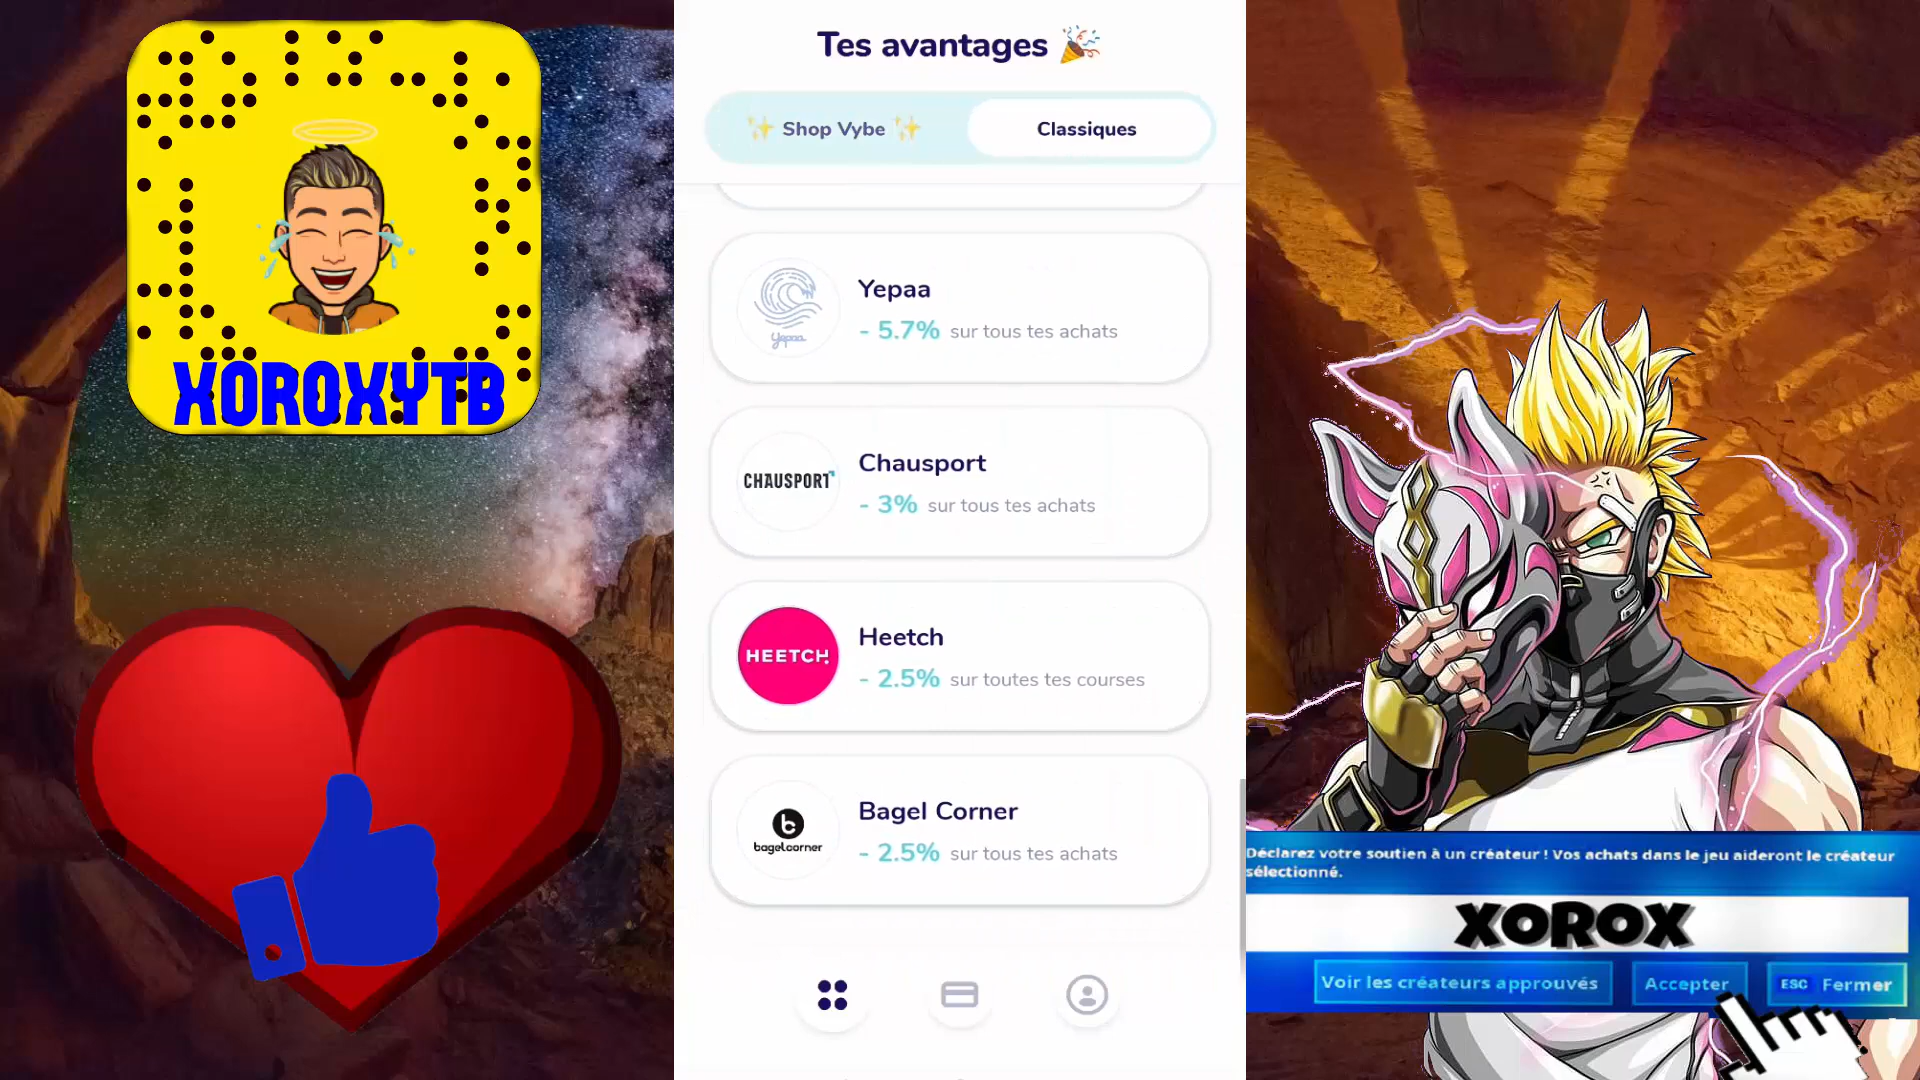 XOROXYTB
Tes avantages
Shop Vybe
Classiques
Yepaa
Yepaa
- 5.7% sur tous tes achats
CHAUSPORT
Chausport
- 3% sur tous tes achats
HEETCH
Heetch
- 2.5% sur toutes tes courses
b
bagelcorner
Bagel Corner
- 2.5% sur tous tes achats
Déclarez votre soutien à un créateur ! Vos achats dans le jeu aideront le créateur
sélectionné.
XOROX
Voir les créateurs approuvés
Accepter
ESC Fermer